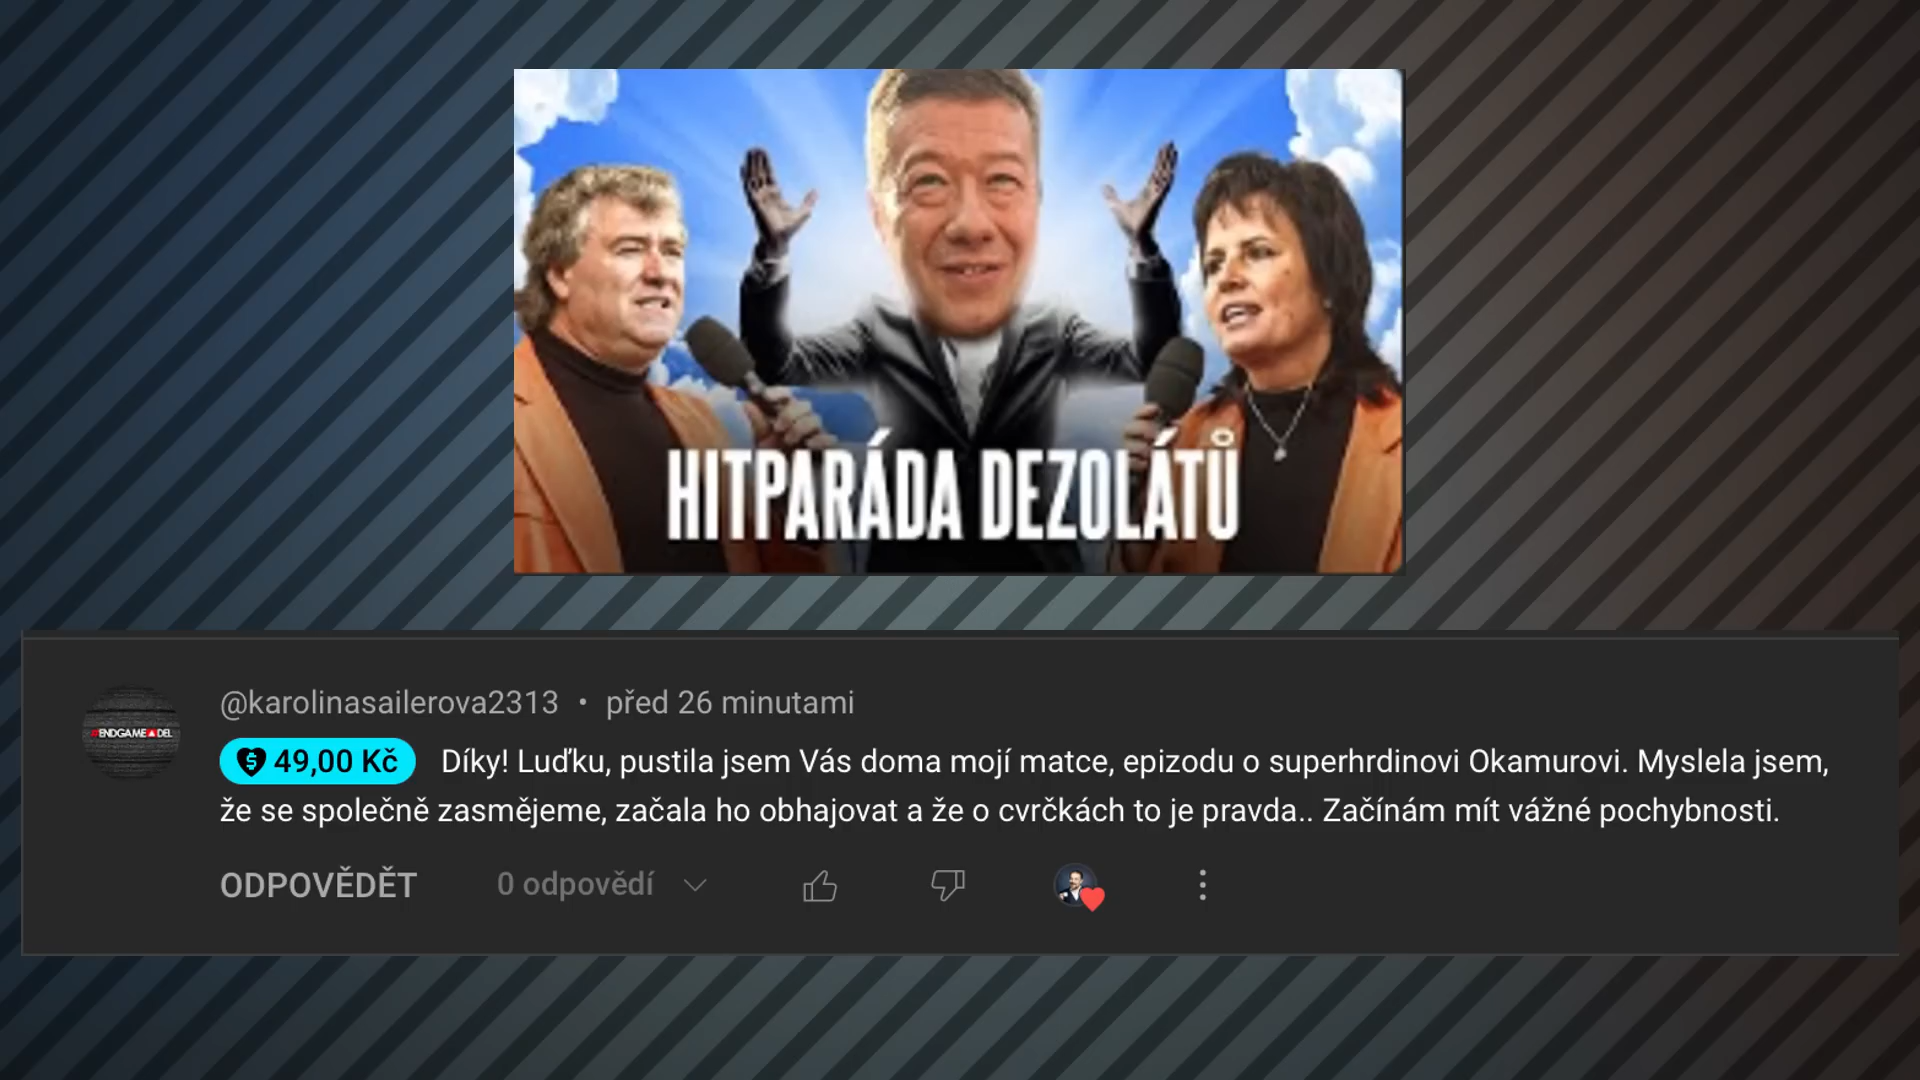 HITPARÁDA DEZOLÁTŮ
@karolinasailerova2313 • před 26 minutami
#ENDGAME DEL
49,00 Kč Díky! Luďku, pustila jsem Vás doma mojí matce, epizodu o superhrdinovi Okamurovi. Myslela jsem,
že se společně zasmějeme, začala ho obhajovat a že o cvrčkách to je pravda.. Začínám mít vážné pochybnosti.
ODPOVĚDĚT 0 odpovědí